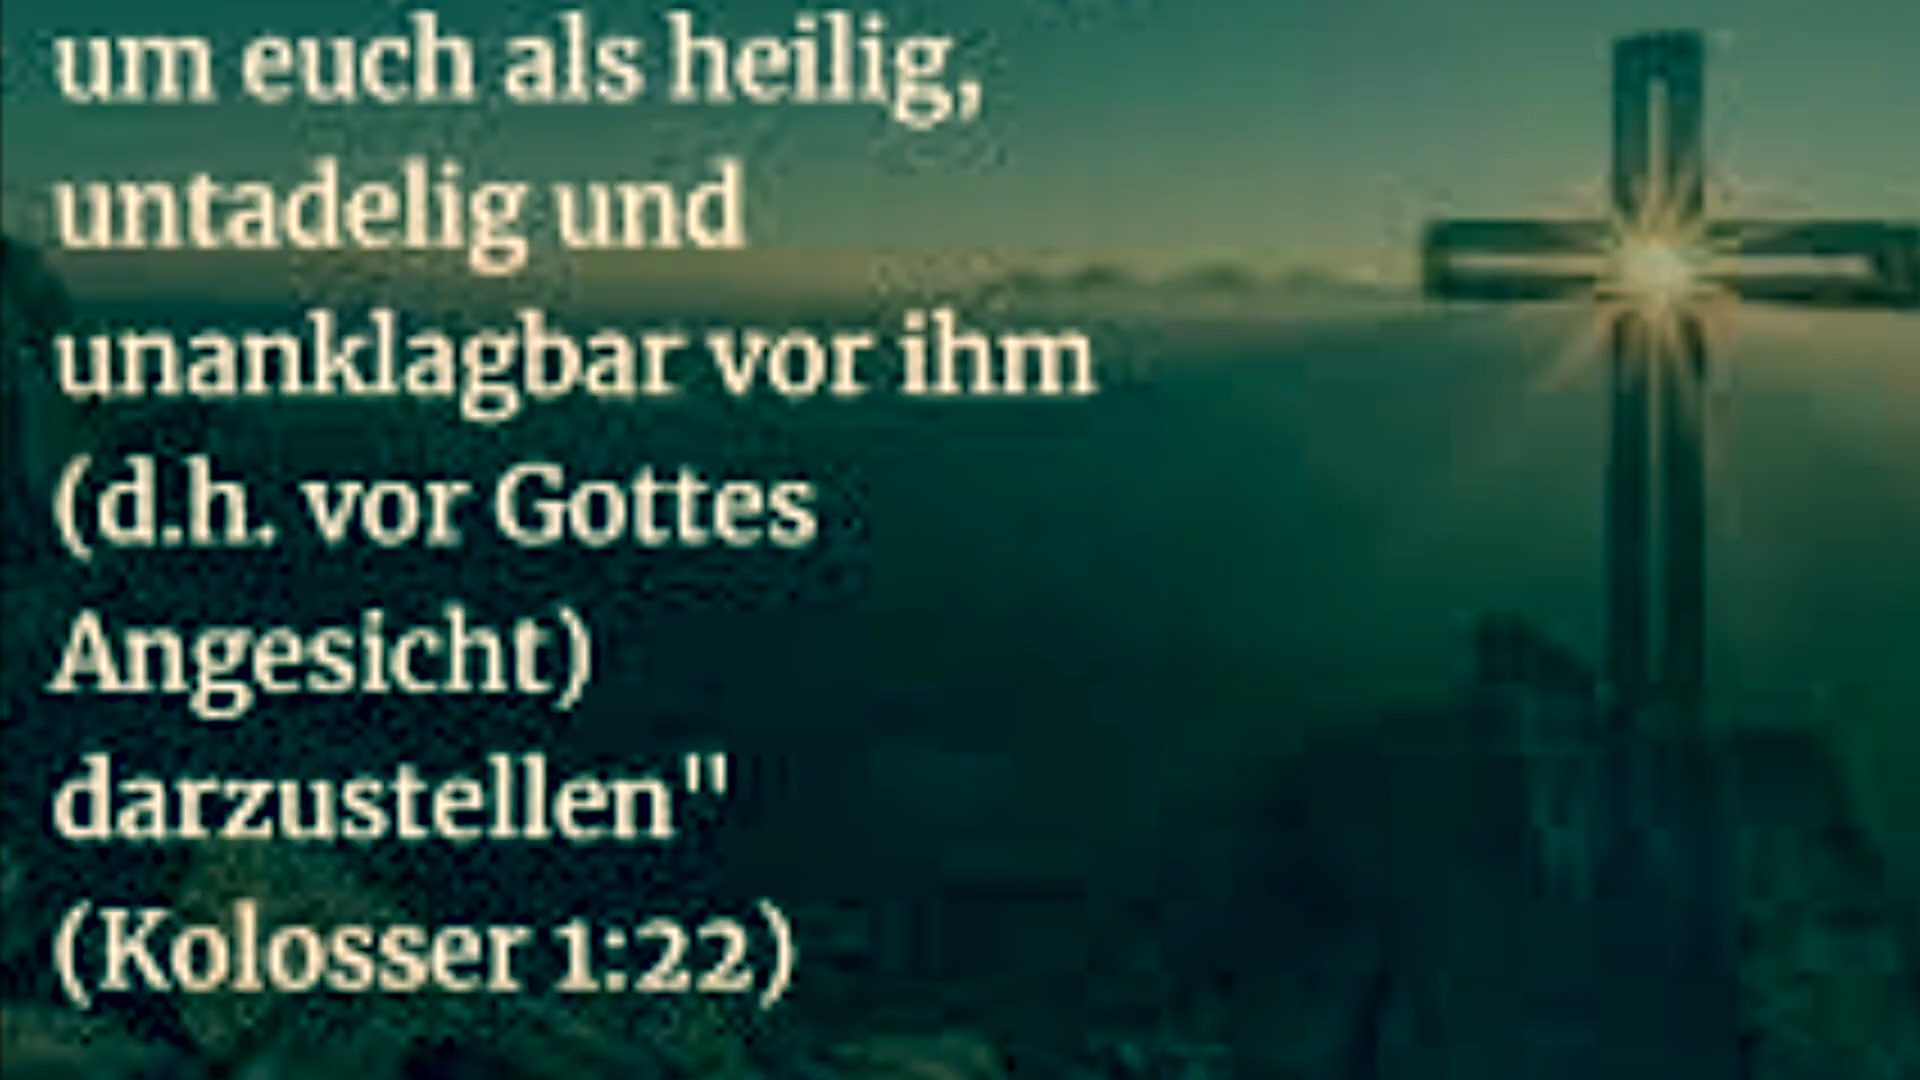 um euch als heilig,
untadelig und
unanklagbar vor ihm
(d.h. vor Gottes
Angesicht)
darzustellen"
(Kolosser 1:22)